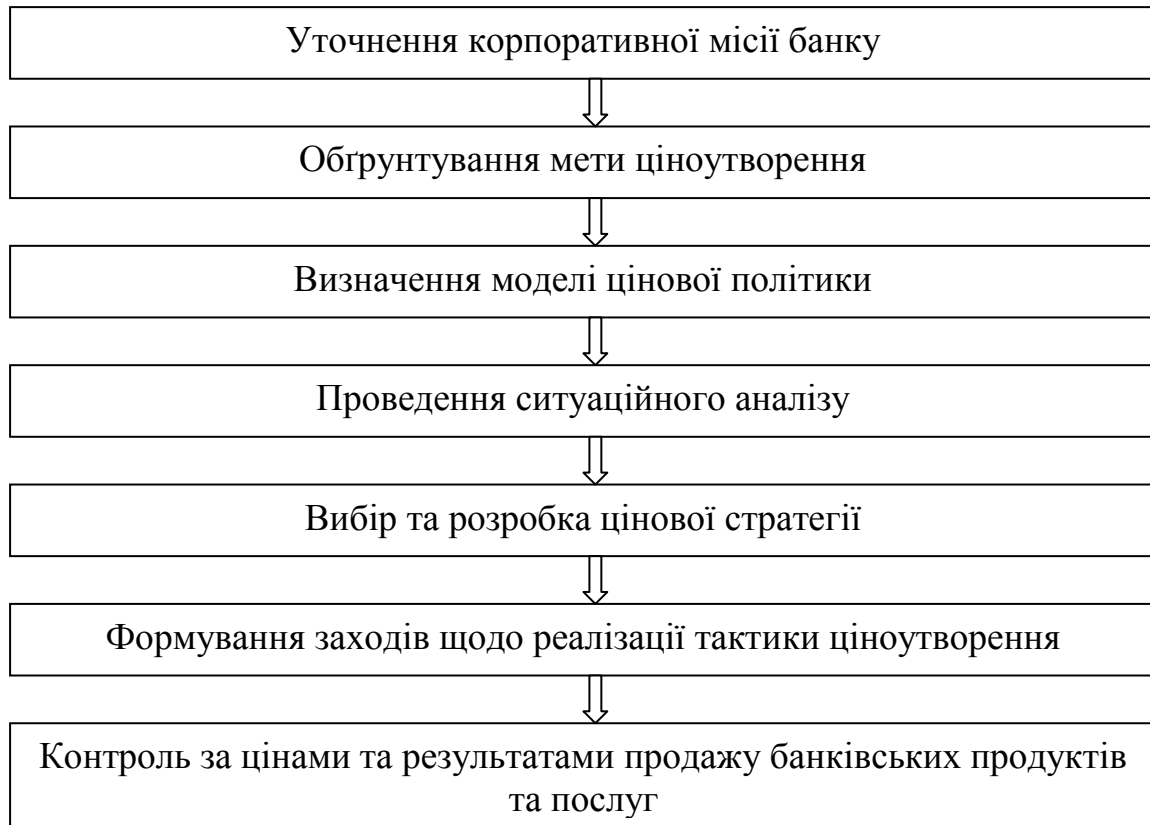 Уточнення корпоративної місії банку
Обґрунтування мети ціноутворення
Визначення моделі цінової політики
Проведення ситуаційного аналізу
Вибір та розробка цінової стратегії
Формування заходів щодо реалізації тактики ціноутворення
Контроль за цінами та результатами продажу банківських продуктів
та послуг